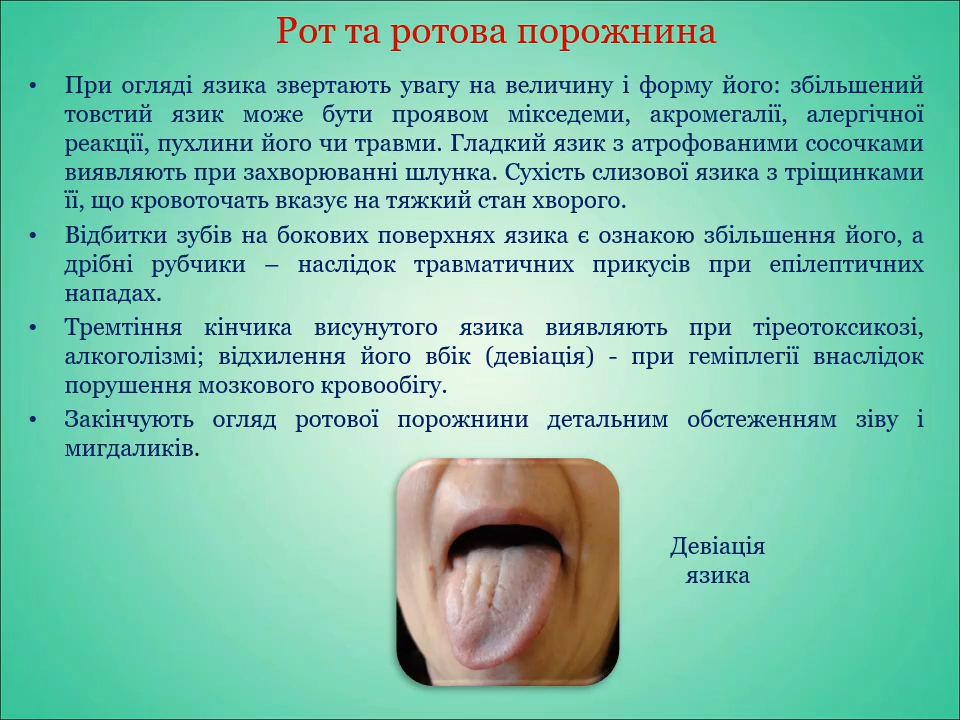 Рот та ротова порожнина
• При огляді язика звертають увагу на величину і форму його: збільшений
товстий язик може бути проявом мікседеми, акромегалії, алергічної
реакції, пухлини його чи травми. Гладкий язик з атрофованими сосочками
виявляють при захворюванні шлунка. Сухість слизової язика з тріщинками
її, що кровоточать вказує на тяжкий стан хворого.
• Відбитки зубів на бокових поверхнях язика є ознакою збільшення його, а
дрібні рубчики – наслідок травматичних прикусів при епілептичних
нападах.
• Тремтіння кінчика висунутого язика виявляють при тіреотоксикозі,
алкоголізмі; відхилення його вбік (девіація) - при геміплегії внаслідок
порушення мозкового кровообігу.
• Закінчують огляд ротової порожнини детальним обстеженням зіву і
мигдаликів.
Девіація
язика